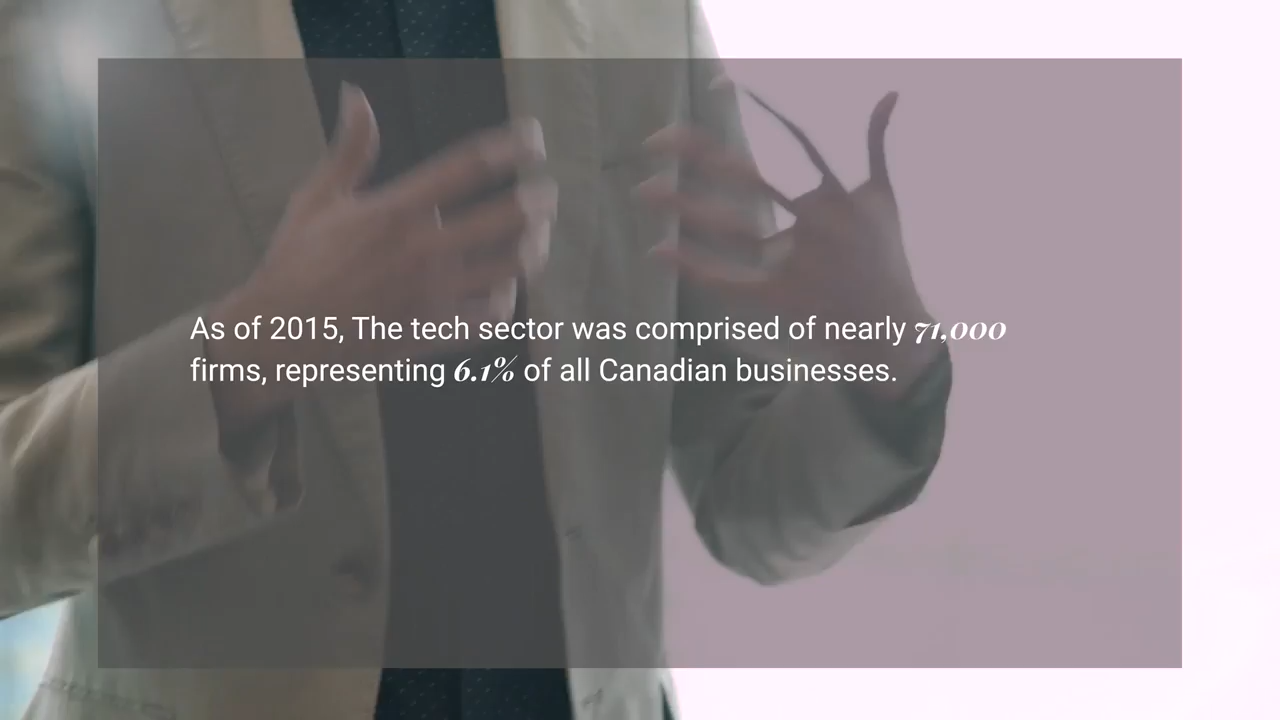 As of 2015, The tech sector was comprised of nearly 71,000
firms, representing 6.1% of all Canadian businesses.